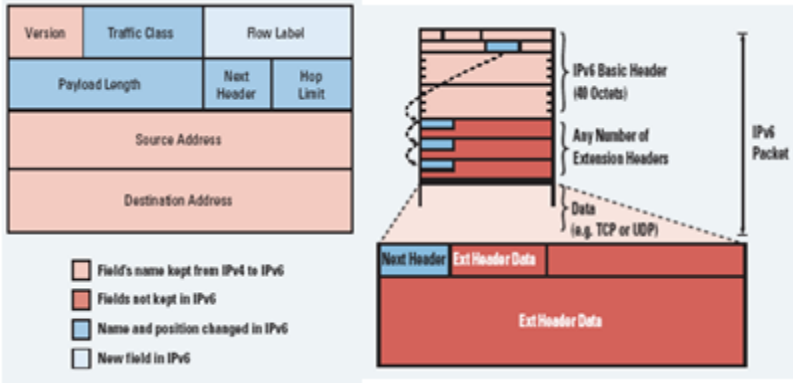 Version
Traffic Class
Flow Label
Payload Length
Next
Header
Hop
Limit
Source Address
Destination Address
Field's name kept from IPv4 to IPv6
Fields not kept in IPv6
Name and position changed in IPv6
New field in IPv6
IPv6 Basic Header
(40 Octets)
Any Number of
Extension Headers
IPv6
Packet
Data
(e.g. TCP or UDP)
Next Header
Ext Header Data
Ext Header Data